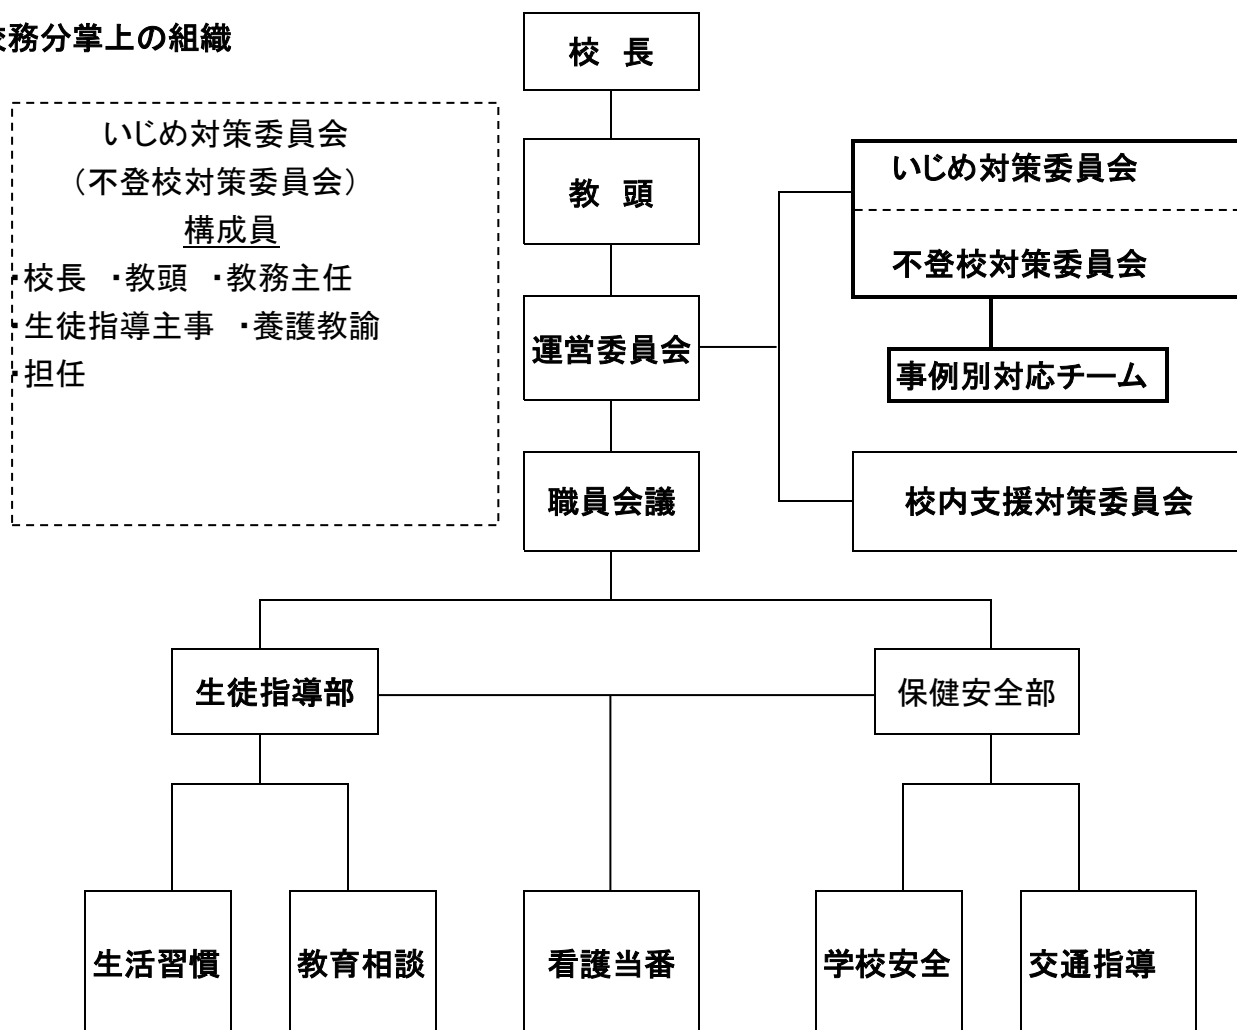 校務分掌上の組織
校　長
いじめ対策委員会
（不登校対策委員会）
構成員
・校長　・教頭　・教務主任
・生徒指導主事　・養護教諭
・担任
教　頭
いじめ対策委員会
不登校対策委員会
事例別対応チーム
運営委員会
職員会議
校内支援対策委員会
生徒指導部
保健安全部
生活習慣
教育相談
看護当番
学校安全
交通指導